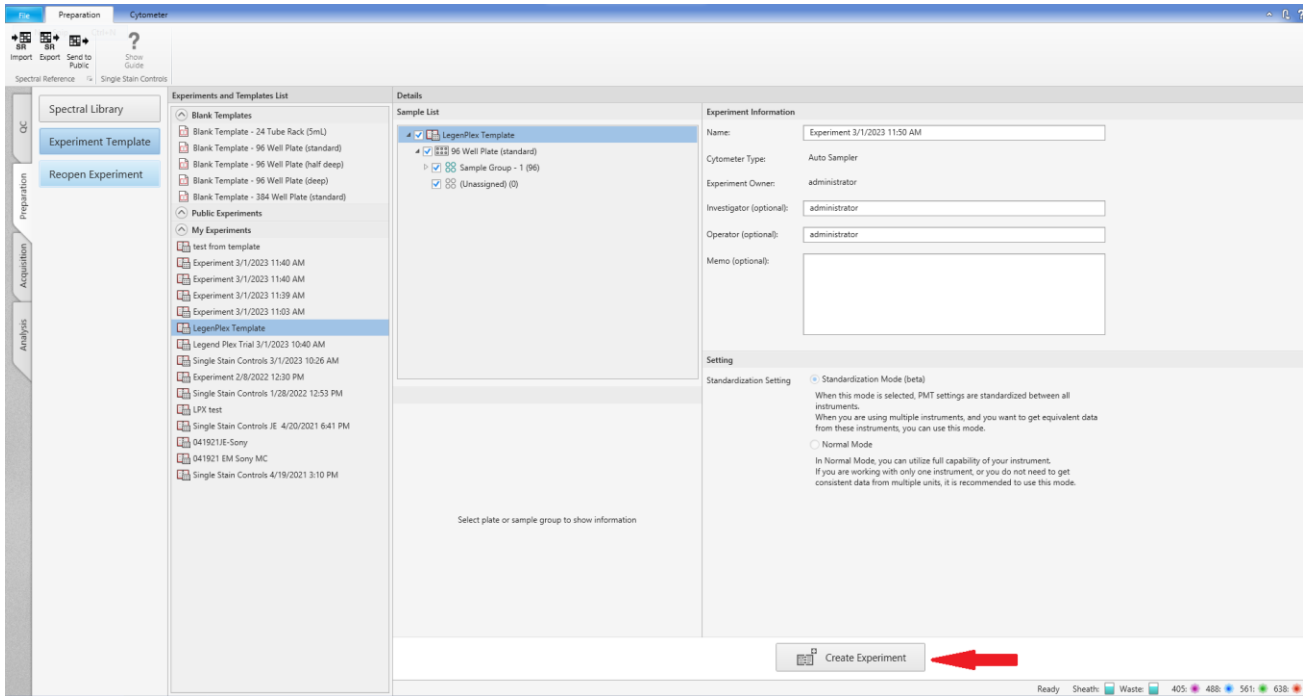 File
Preparation
Cytometer
SR
SR
Import
Export
Send to
Public
Show
Guide
Spectral Reference
Single Stain Controls
QC
Preparation
Acquisition
Analysis
Spectral Library
Experiment Template
Reopen Experiment
Experiments and Templates List
Blank Templates
Blank Template - 24 Tube Rack (5mL)
Blank Template - 96 Well Plate (standard)
Blank Template - 96 Well Plate (half deep)
Blank Template - 96 Well Plate (deep)
Blank Template - 384 Well Plate (standard)
Public Experiments
My Experiments
test from template
Experiment 3/1/2023 11:40 AM
Experiment 3/1/2023 11:40 AM
Experiment 3/1/2023 11:39 AM
Experiment 3/1/2023 11:03 AM
LegenPlex Template
Legend Plex Trial 3/1/2023 10:40 AM
Single Stain Controls 3/1/2023 10:26 AM
Experiment 2/8/2022 12:30 PM
Single Stain Controls 1/28/2022 12:53 PM
LPX test
Single Stain Controls JE 4/20/2021 6:41 PM
041921JE-Sony
041921 EM Sony MC
Single Stain Controls 4/19/2021 3:10 PM
Details
Sample List
LegenPlex Template
96 Well Plate (standard)
Sample Group - 1 (96)
(Unassigned) (0)
Select plate or sample group to show information
Experiment Information
Name: Experiment 3/1/2023 11:50 AM
Cytometer Type: Auto Sampler
Experiment Owner: administrator
Investigator (optional): administrator
Operator (optional): administrator
Memo (optional):
Setting
Standardization Setting
Standardization Mode (beta)
When this mode is selected, PMT settings are standardized between all
instruments.
When you are using multiple instruments, and you want to get equivalent data
from these instruments, you can use this mode.
Normal Mode
In Normal Mode, you can utilize full capability of your instrument.
If you are working with only one instrument, or you do not need to get
consistent data from multiple units, it is recommended to use this mode.
Create Experiment
Ready Sheath: Waste: 405: 488: 561: 638: